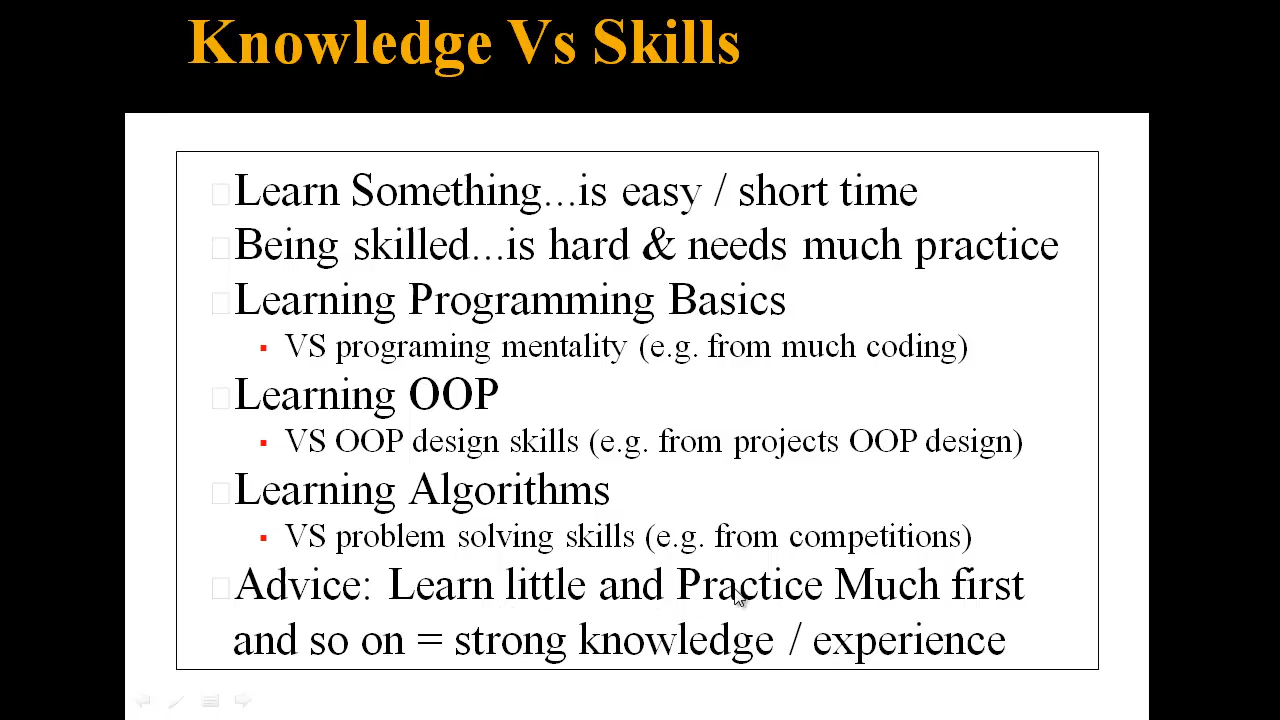 Knowledge Vs Skills
Learn Something...is easy / short time
Being skilled...is hard & needs much practice
Learning Programming Basics
VS programing mentality (e.g. from much coding)
Learning OOP
VS OOP design skills (e.g. from projects OOP design)
Learning Algorithms
VS problem solving skills (e.g. from competitions)
Advice: Learn little and Practice Much first
and so on = strong knowledge / experience